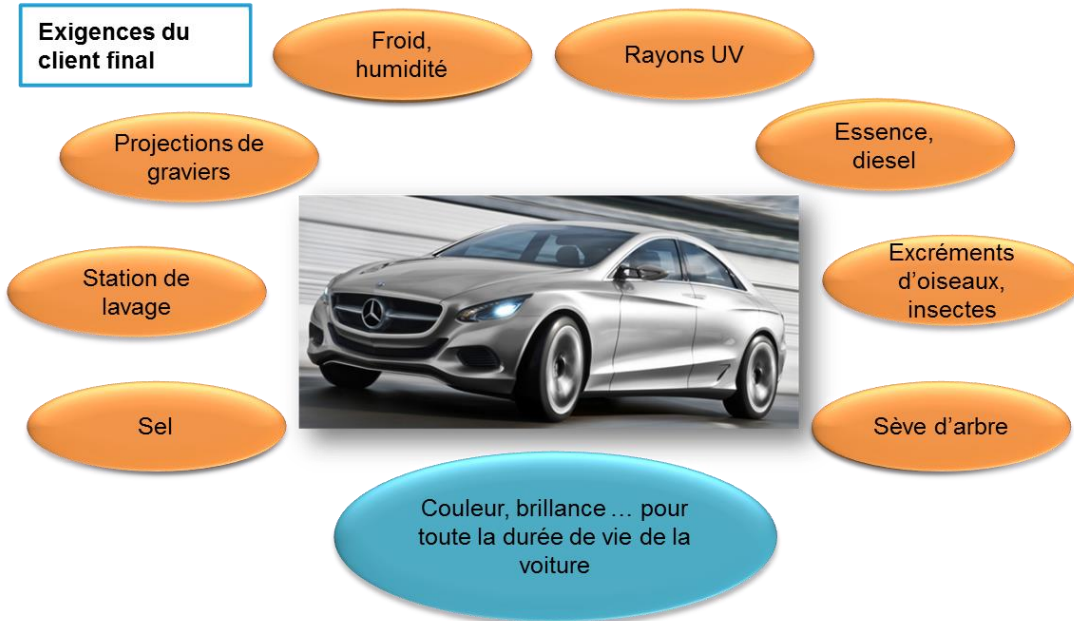 Exigences du
client final
Froid,
humidité
Rayons UV
Projections de
graviers
Essence,
diesel
Station de
lavage
Excréments
d’oiseaux,
insectes
Sel
Sève d’arbre
Couleur, brillance ... pour
toute la durée de vie de la
voiture